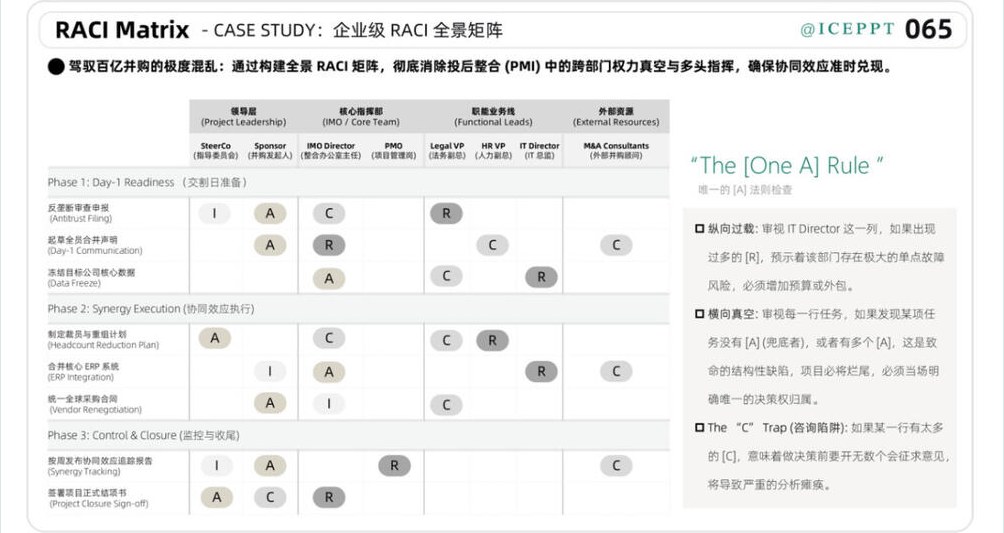 RACI Matrix - CASE STUDY：企业级 RACI 全景矩阵
@ICEPPT 065
驾驭百亿并购的极度混乱：通过构建全景 RACI 矩阵，彻底消除投后整合 (PMI) 中的跨部门权力真空与多头指挥，确保协同效应准时兑现。
领导层 核心指挥部 职能业务线 外部资源
(Project Leadership) (IMO / Core Team) (Functional Leads) (External Resources)
SteerCo Sponsor IMO Director PMO Legal VP HR VP IT Director M&A Consultants
(指导委员会) (并购发起人) (整合办公室主任) (项目管理岗) (法务副总) (人力副总) (IT 总监) (外部并购顾问)
Phase 1: Day-1 Readiness （交割日准备）
反垄断审查申报
(Antitrust Filing)
I A C R
起草全员合并声明
(Day-1 Communication)
A R C C
冻结目标公司核心数据
(Data Freeze)
A C R
Phase 2: Synergy Execution (协同效应执行)
制定裁员与重组计划
(Headcount Reduction Plan)
A C C R
合并核心 ERP 系统
(ERP Integration)
I A R C
统一全球采购合同
(Vendor Renegotiation)
A I C
Phase 3: Control & Closure (监控与收尾)
按周发布协同效应追踪报告
(Synergy Tracking)
I A R C
签署项目正式结项书
(Project Closure Sign-off)
A C R
“The [One A] Rule ”
唯一的 [A] 法则检查
纵向过载: 审视 IT Director 这一列，如果出现
过多的 [R]，预示着该部门存在极大的单点故障
风险，必须增加预算或外包。
横向真空: 审视每一行任务，如果发现某项任
务没有 [A] (兜底者)，或者有多个 [A]，这是致
命的结构性缺陷，项目必将烂尾，必须当场明
确唯一的决策权归属。
The “C” Trap (咨询陷阱): 如果某一行有太多
的 [C]，意味着做决策前要开无数个会征求意见，
将导致严重的分析瘫痪。